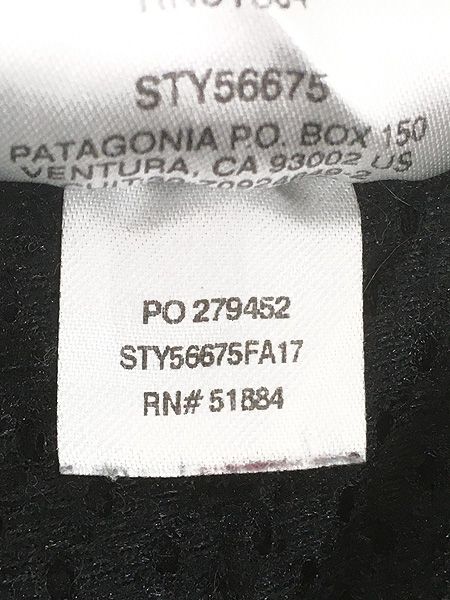 STY56675
PATAGONIA P.O. BOX 150
VENTURA, CA 93002 US
PO 279452
STY56675FA17
RN# 51884